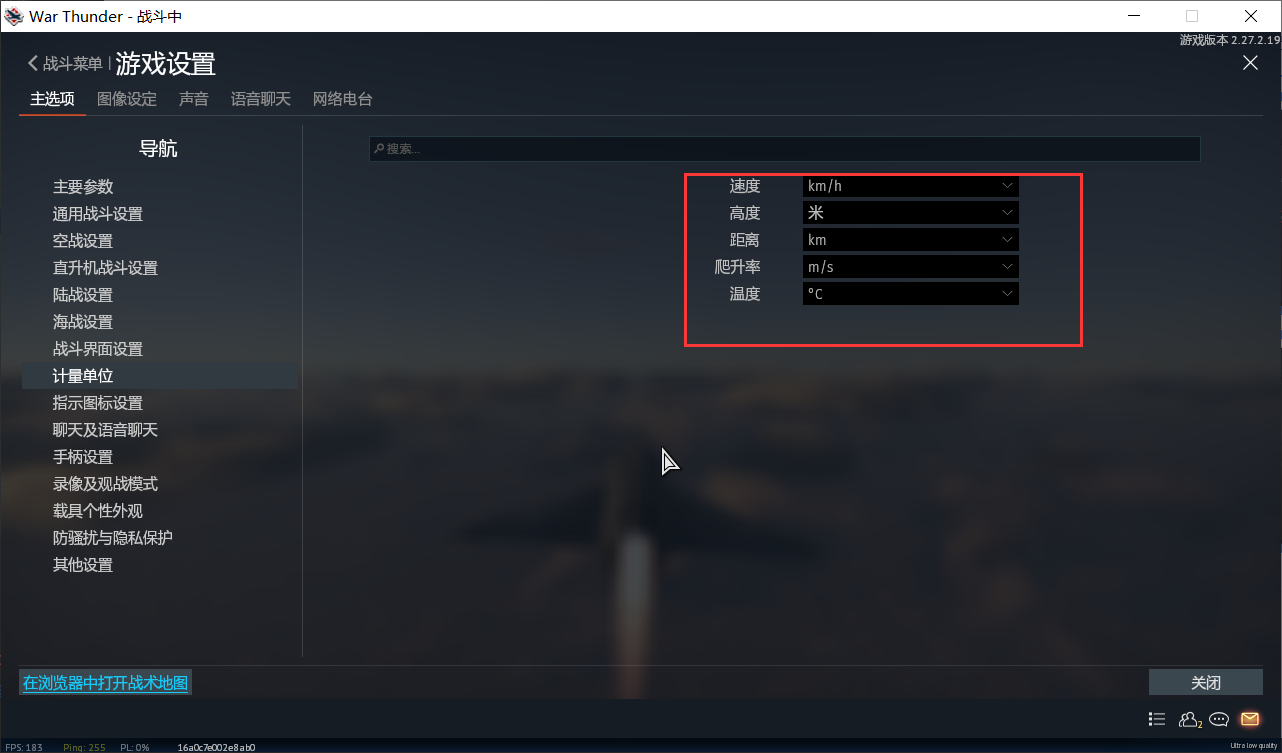 War Thunder - 战斗中
游戏版本 2.27.2.19
战斗菜单 | 游戏设置
主选项 图像设定 声音 语音聊天 网络电台
导航
搜索...
主要参数
通用战斗设置
空战设置
直升机战斗设置
陆战设置
海战设置
战斗界面设置
计量单位
指示图标设置
聊天及语音聊天
手柄设置
录像及观战模式
载具个性外观
防骚扰与隐私保护
其他设置
速度 km/h
高度 米
距离 km
爬升率 m/s
温度 °C
在浏览器中打开战术地图
关闭
2
FPS: 183 Ping: 255 PL: 0% 16a0c7e002e8ab0
Ultra low quality